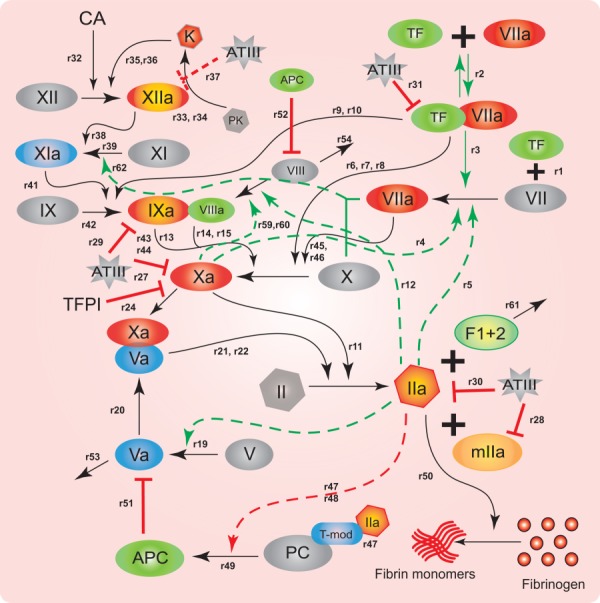 CA
K
ATIII
TF
+
VIIa
r32
r35, r36
r37
ATIII
r31
r2
XII
XIIa
APC
r33, r34
PK
r52
r9, r10
TF
VIIa
r38
r54
r3
TF
XIa
r39
XI
r62
VIII
r6, r7, r8
+
r1
r41
VIIa
VII
IX
r42
IXa
VIIIa
r59,r60
r4
r29
r43
r44
r13
r14, r15
r45,
r46
ATIII
r27
Xa
X
r12
r5
TFPI
r24
r61
Xa
Va
F1+2
r21, r22
r11
+
II
IIa
r30
ATIII
r20
+
r28
r19
mIIa
Va
V
r53
r50
r47
r48
r51
IIa
T-mod
r47
APC
r49
PC
Fibrin monomers
Fibrinogen